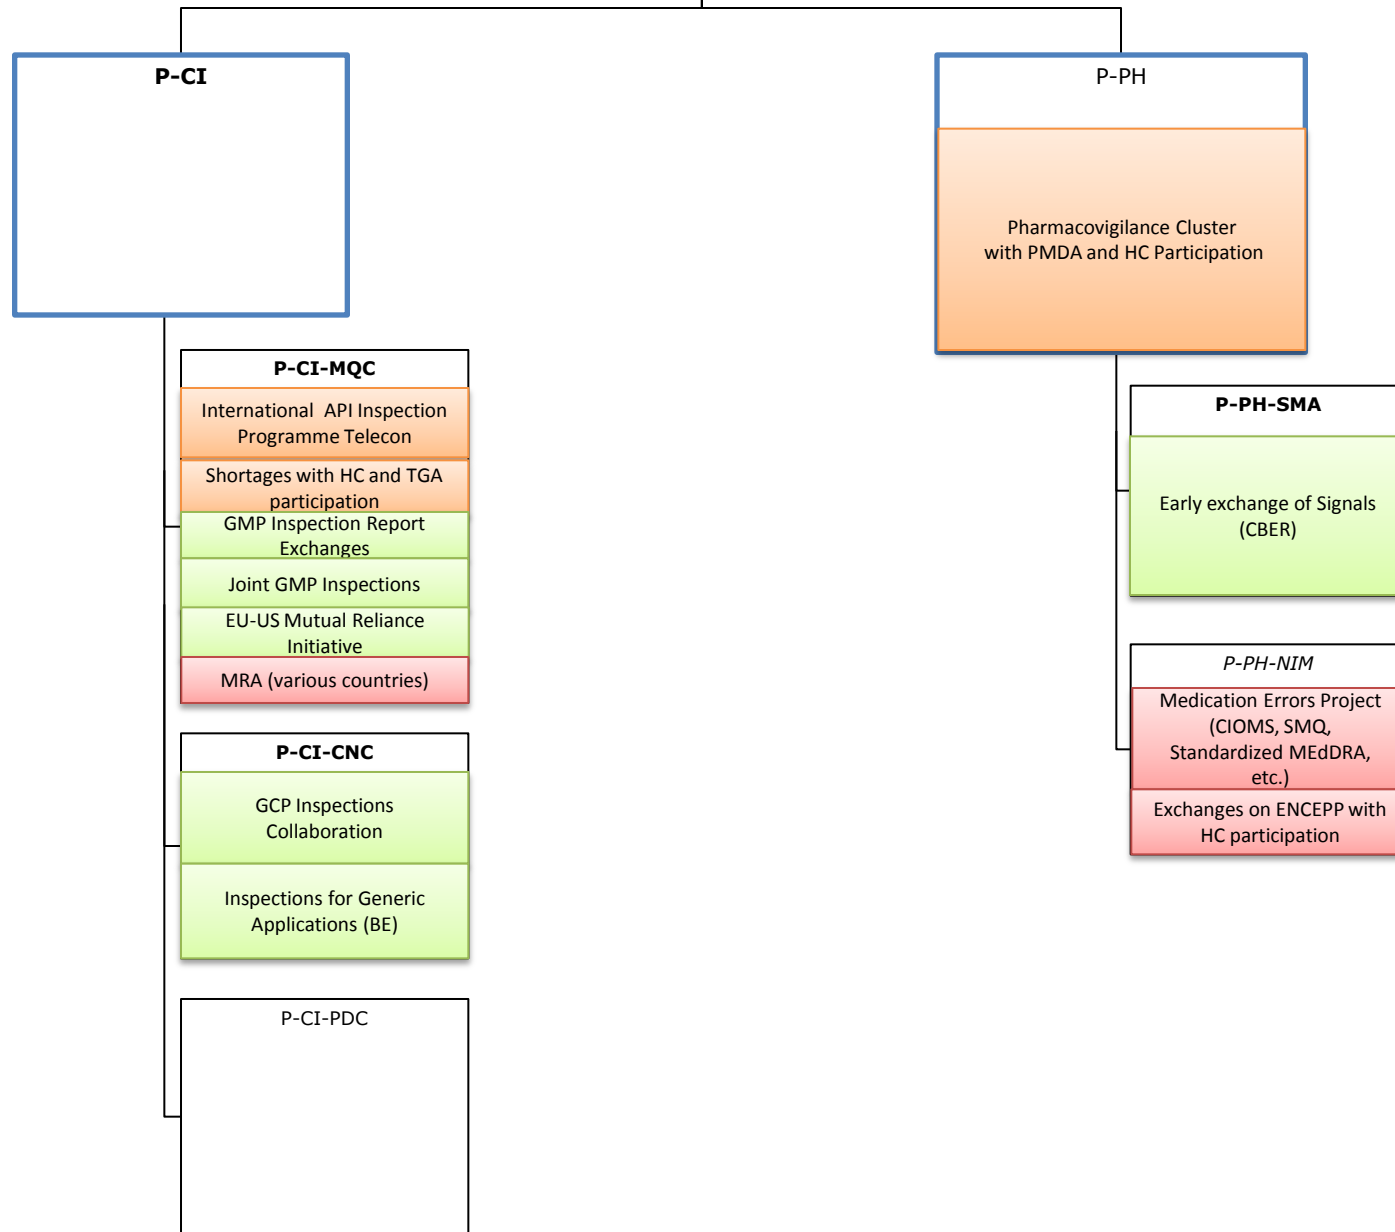 P-CI
P-PH
Pharmacovigilance Cluster
with PMDA and HC Participation
P-CI-MQC
International  API Inspection
Programme Telecon
Shortages with HC and TGA
participation
GMP Inspection Report
Exchanges
Joint GMP Inspections
EU-US Mutual Reliance
Initiative
MRA (various countries)
P-CI-CNC
GCP Inspections
Collaboration
Inspections for Generic
Applications (BE)
P-CI-PDC
P-PH-SMA
Early exchange of Signals
(CBER)
P-PH-NIM
Medication Errors Project
(CIOMS, SMQ,
Standardized MEdDRA,
etc.)
Exchanges on ENCEPP with
HC participation